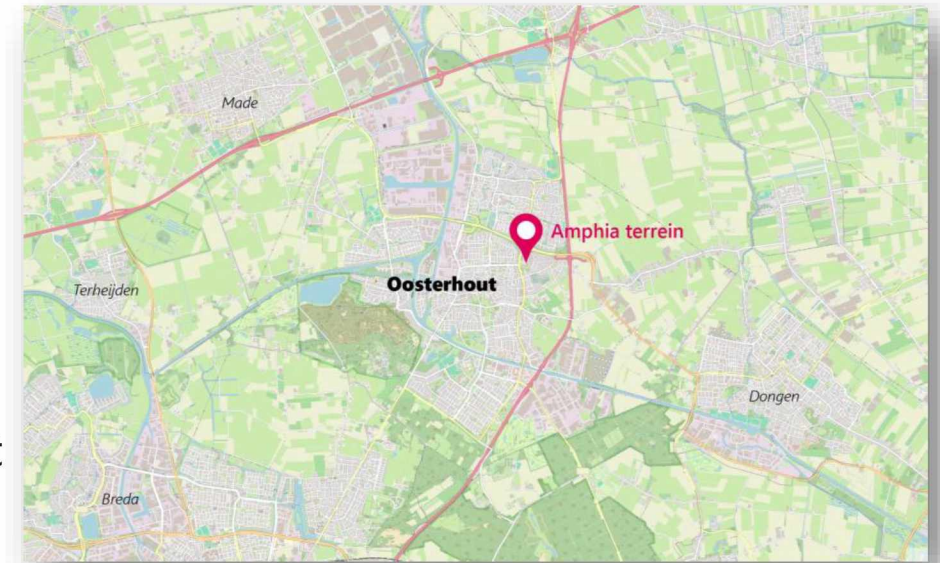 Made
Amphia terrein
Oosterhout
Terheijden
Dongen
Breda